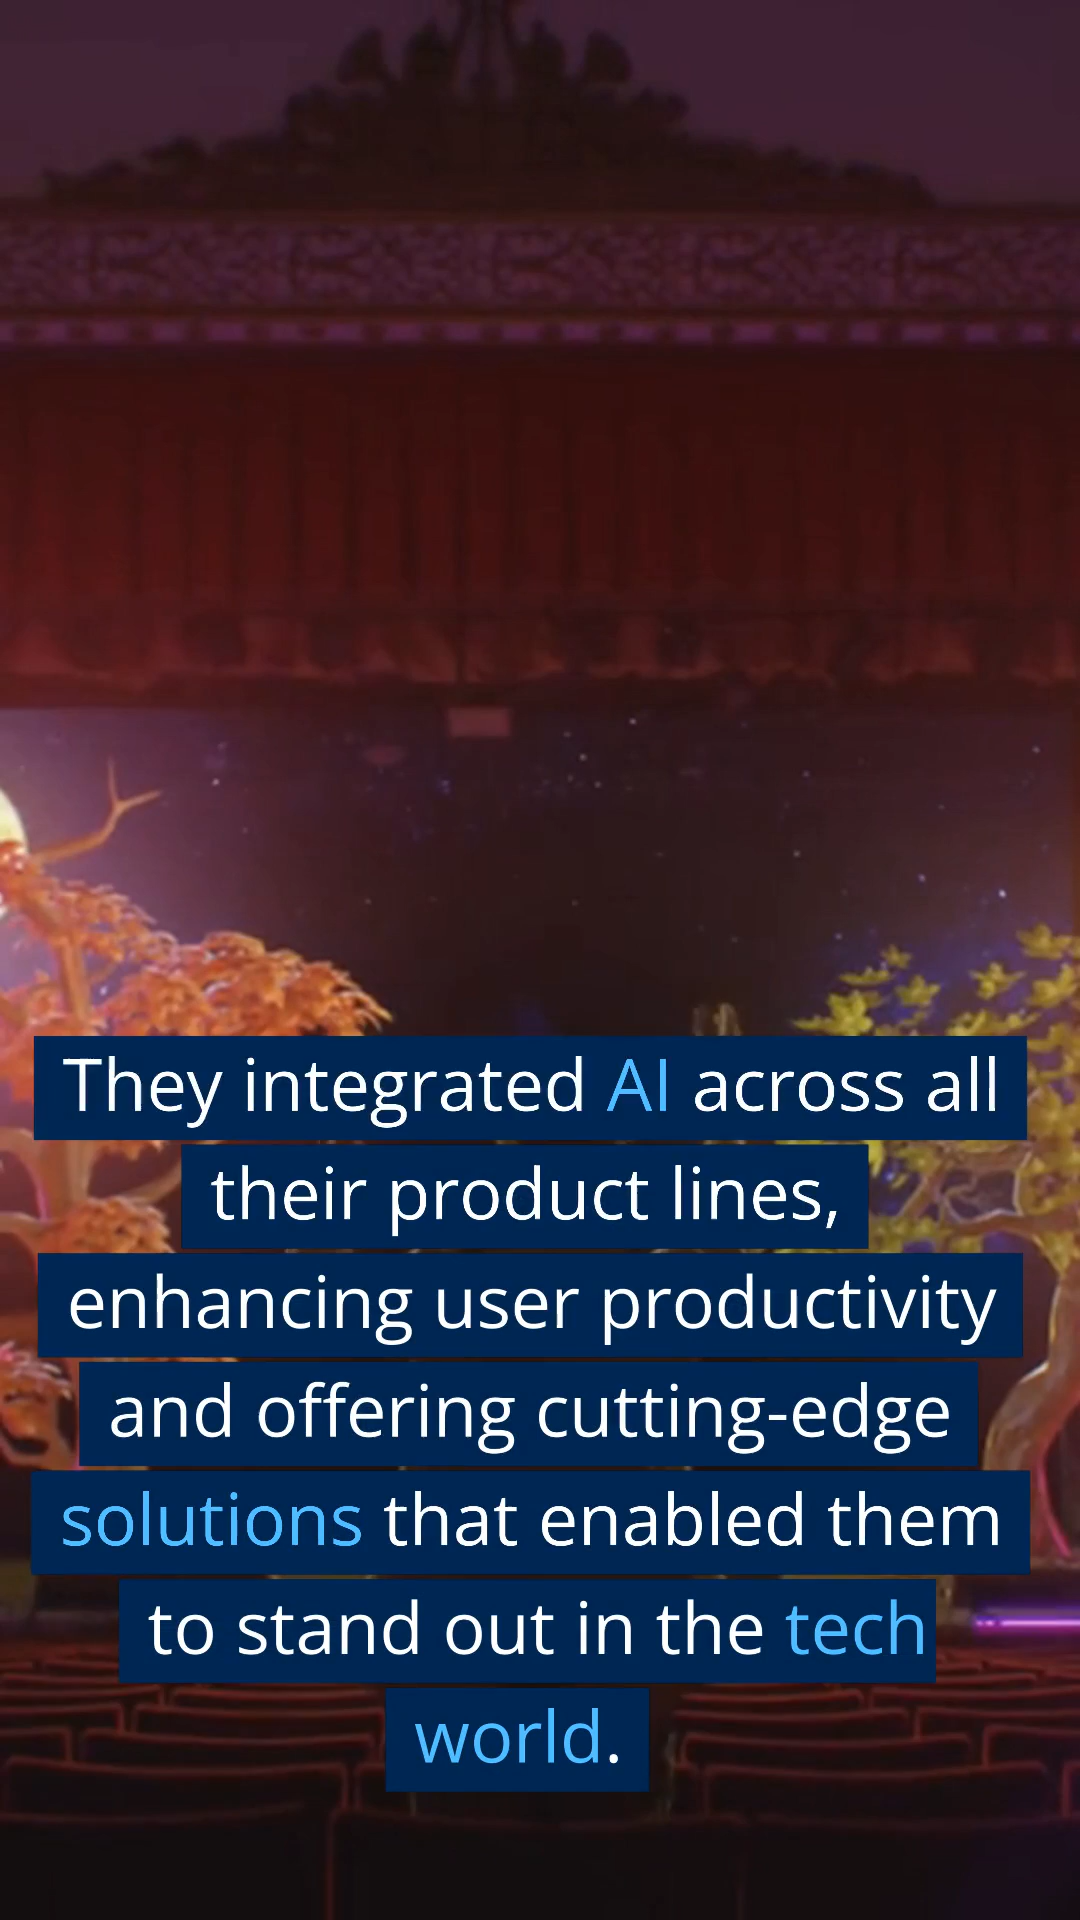 They integrated AI across all
their product lines,
enhancing user productivity
and offering cutting-edge
solutions that enabled them
to stand out in the tech
world.